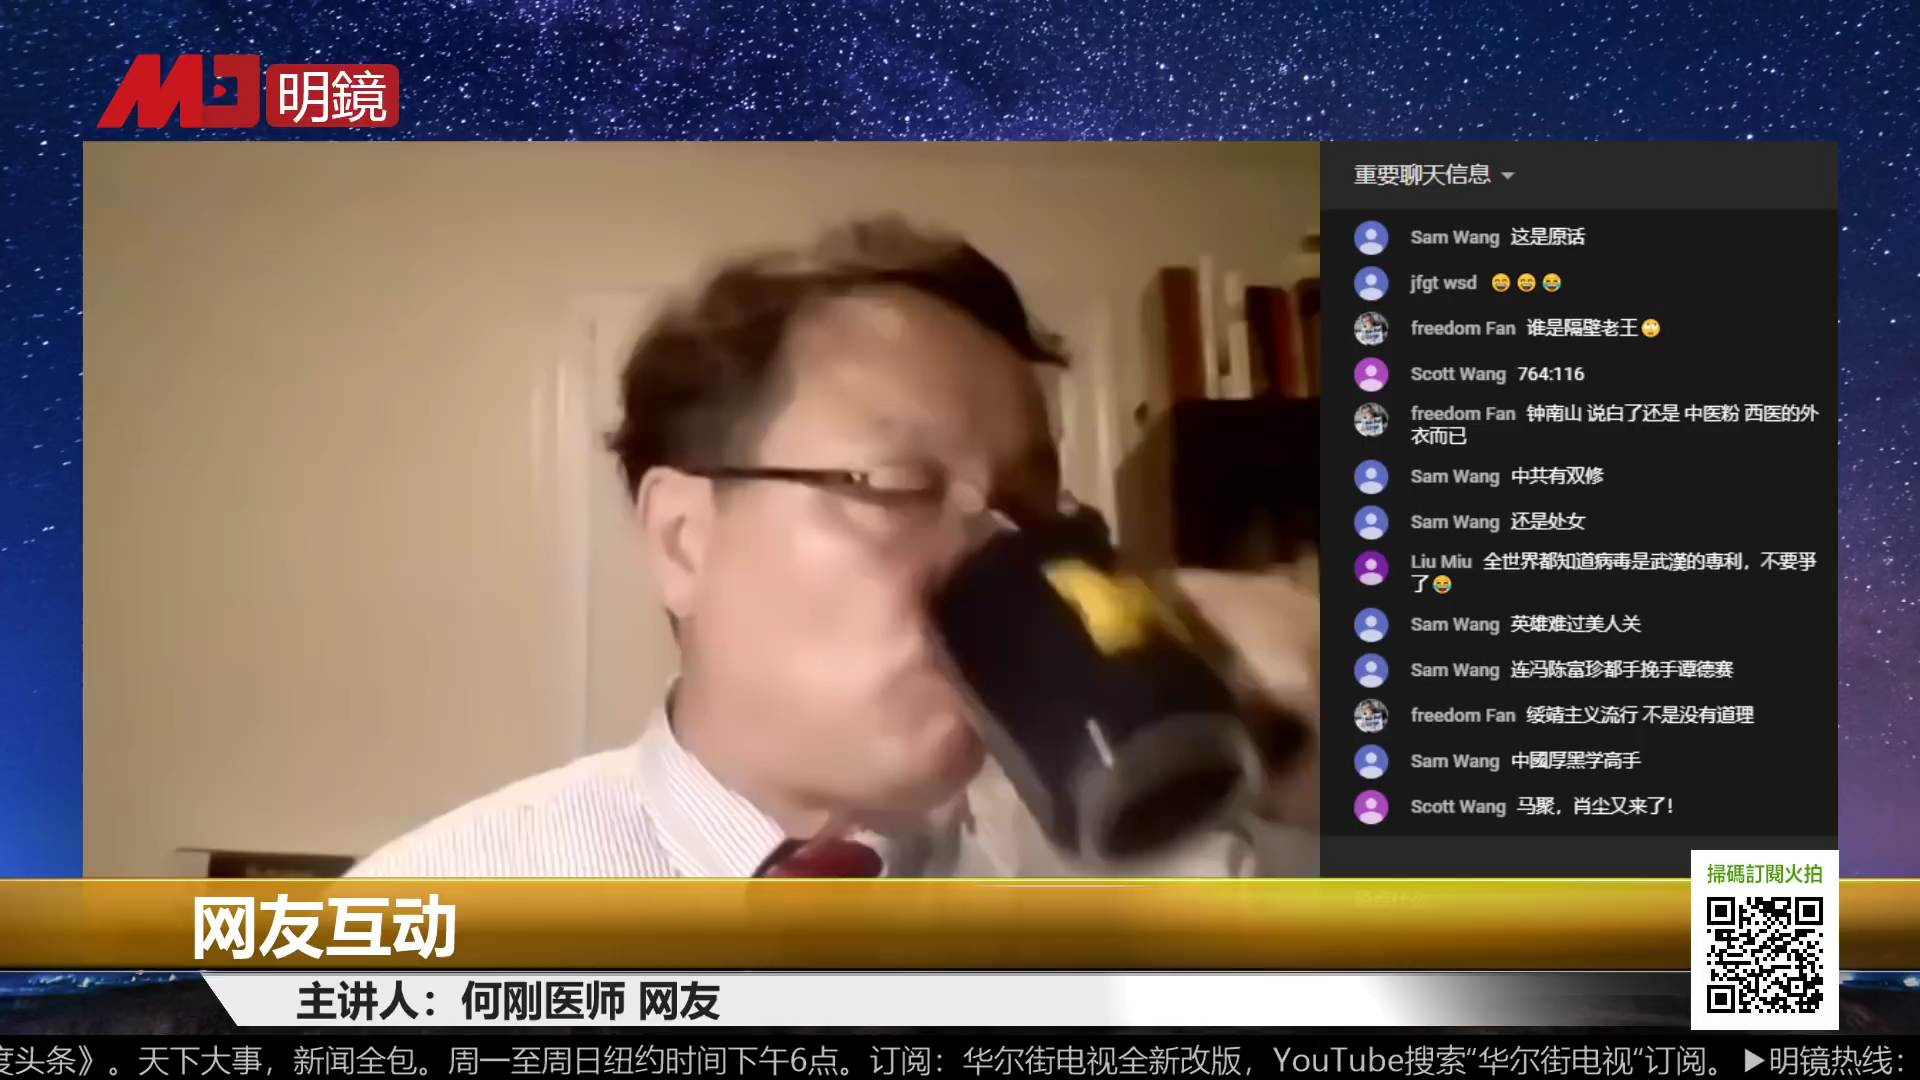 明鏡
重要聊天信息
Sam Wang 这是原话
jfgt wsd 😄😄😂
freedom Fan 谁是隔壁老王🙄
Scott Wang 764:116
freedom Fan 钟南山 说白了还是 中医粉 西医的外
衣而已
Sam Wang 中共有双修
Sam Wang 还是处女
Liu Miu 全世界都知道病毒是武漢的專利，不要爭
了😂
Sam Wang 英雄难过美人关
Sam Wang 连冯陈富珍都手挽手谭德赛
freedom Fan 绥靖主义流行 不是没有道理
Sam Wang 中國厚黑学高手
Scott Wang 马聚，肖尘又来了！
掃碼訂閱火拍
网友互动
主讲人：何刚医师 网友
度头条》。天下大事，新闻全包。周一至周日纽约时间下午6点。订阅：华尔街电视全新改版，YouTube搜索“华尔街电视“订阅。▶明镜热线：